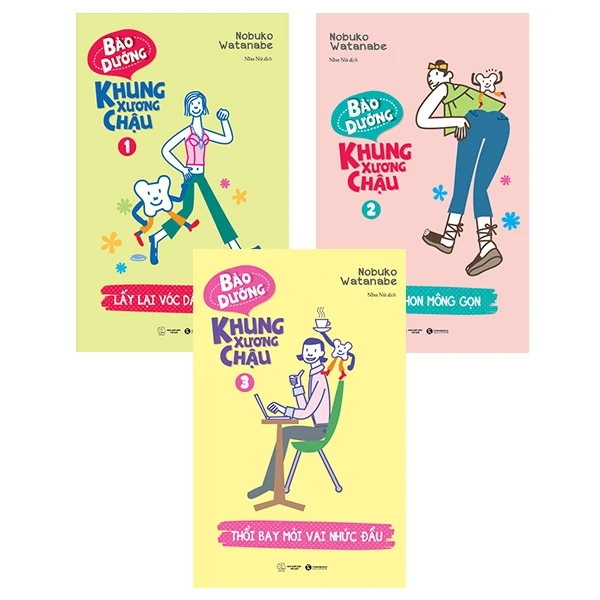 Nobuko
Watanabe
Như Nữ dịch
BẢO
DƯỠNG
KHUNG
XƯƠNG
CHẬU
1
LẤY LẠI VÓC
Nobuko
Watanabe
Như Nữ dịch
BẢO
DƯỠNG
KHUNG
XƯƠNG
CHẬU
2
MÔNG GỌN
BẢO
DƯỠNG
Nobuko
Watanabe
Như Nữ dịch
KHUNG
XƯƠNG
CHẬU
3
THỔI BAY MỎI VAI NHỨC ĐẦU